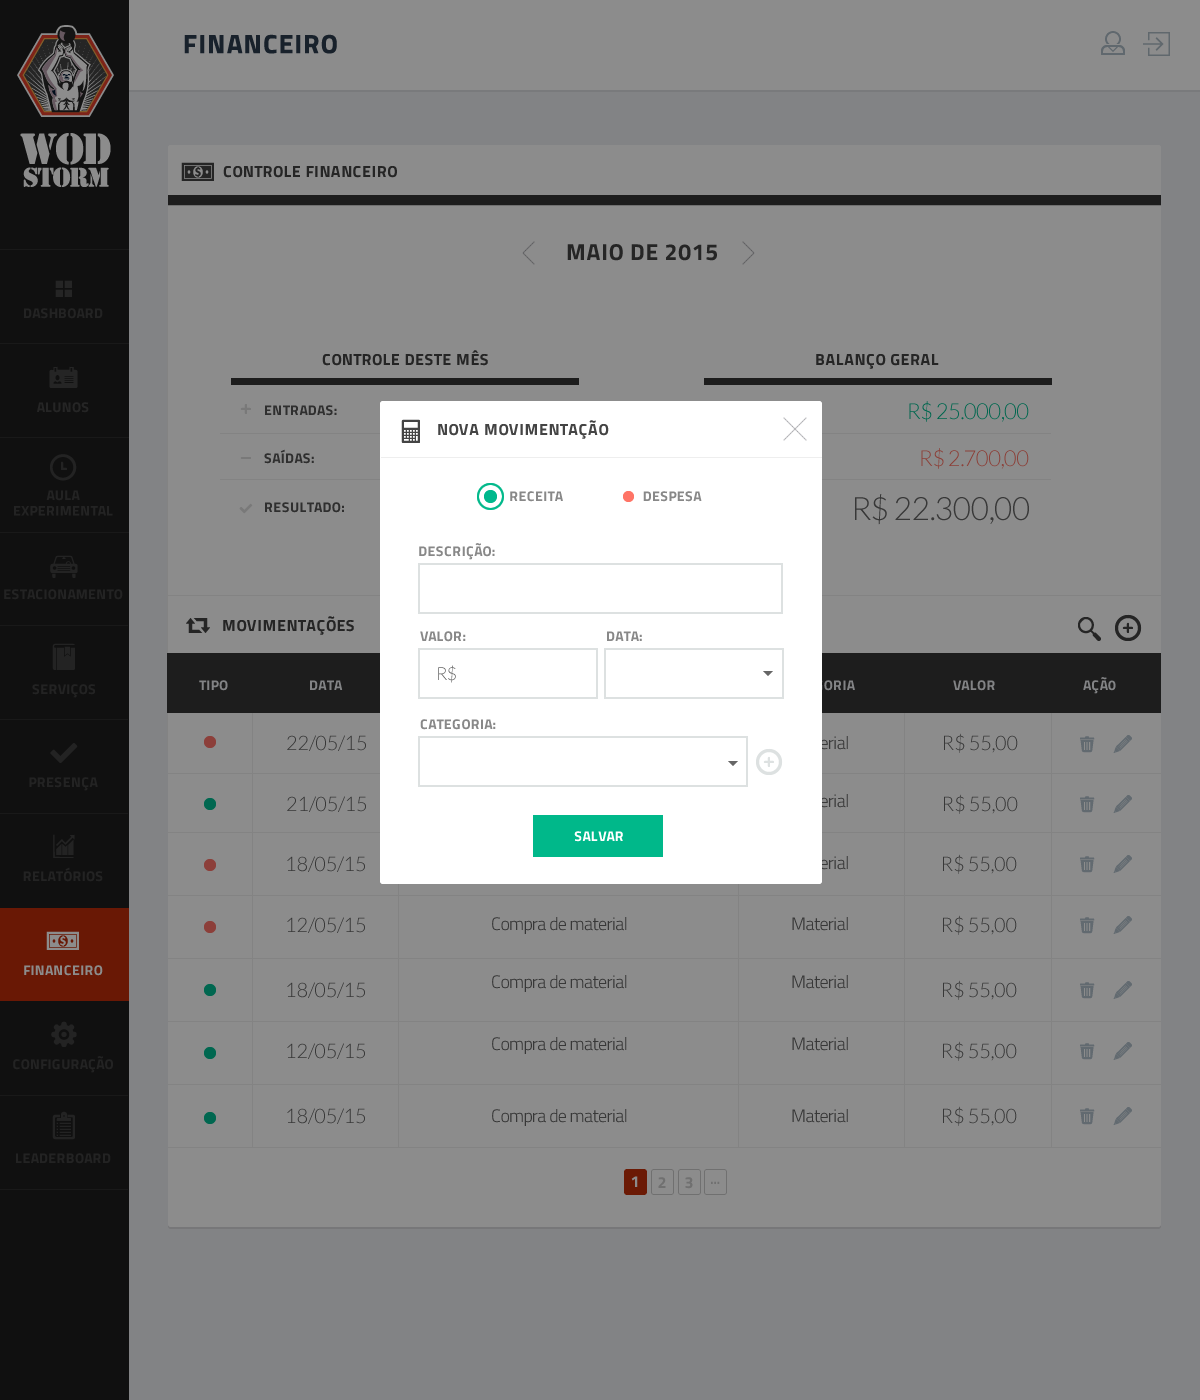 WOD
STORM
DASHBOARD
ALUNOS
AULA
EXPERIMENTAL
ESTACIONAMENTO
SERVIÇOS
PRESENÇA
RELATÓRIOS
FINANCEIRO
CONFIGURAÇÃO
LEADERBOARD
FINANCEIRO
CONTROLE FINANCEIRO
MAIO DE 2015
CONTROLE DESTE MÊS
ENTRADAS:
SAÍDAS:
RESULTADO:
BALANÇO GERAL
R$ 25.000,00
R$ 2.700,00
R$ 22.300,00
NOVA MOVIMENTAÇÃO
RECEITA DESPESA
DESCRIÇÃO:
VALOR: DATA:
R$
CATEGORIA:
SALVAR
MOVIMENTAÇÕES
TIPO DATA ORIA VALOR AÇÃO
22/05/15 erial R$ 55,00
21/05/15 erial R$ 55,00
18/05/15 erial R$ 55,00
12/05/15 Compra de material Material R$ 55,00
18/05/15 Compra de material Material R$ 55,00
12/05/15 Compra de material Material R$ 55,00
18/05/15 Compra de material Material R$ 55,00
1 2 3 ...